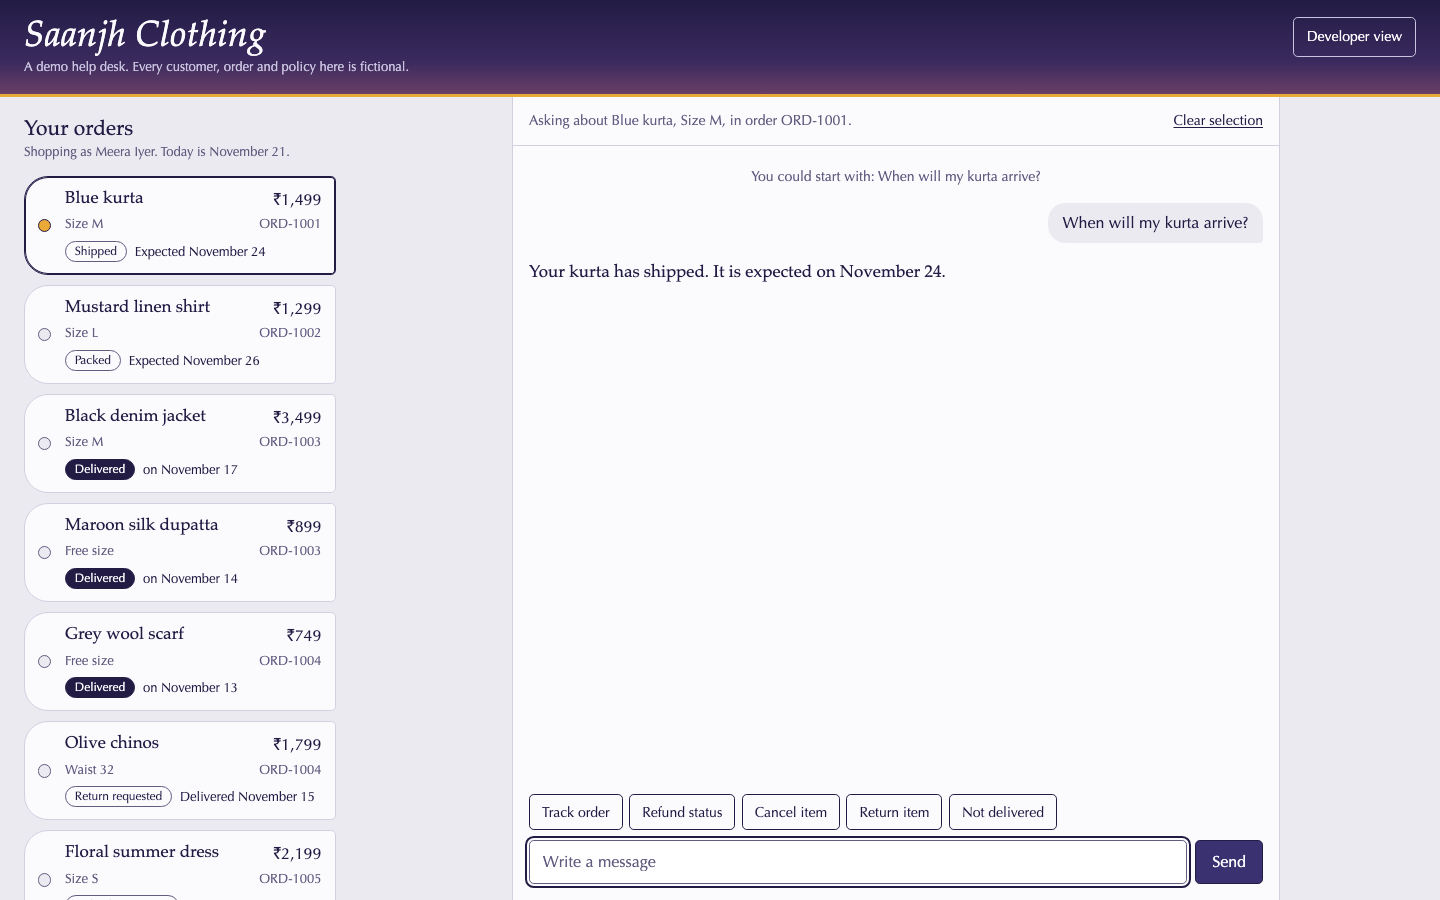 Saanjh Clothing
A demo help desk. Every customer, order and policy here is fictional.
Developer view
Your orders
Shopping as Meera Iyer. Today is November 21.
Blue kurta ₹1,499
Size M ORD-1001
Shipped Expected November 24
Mustard linen shirt ₹1,299
Size L ORD-1002
Packed Expected November 26
Black denim jacket ₹3,499
Size M ORD-1003
Delivered on November 17
Maroon silk dupatta ₹899
Free size ORD-1003
Delivered on November 14
Grey wool scarf ₹749
Free size ORD-1004
Delivered on November 13
Olive chinos ₹1,799
Waist 32 ORD-1004
Return requested Delivered November 15
Floral summer dress ₹2,199
Size S ORD-1005
Asking about Blue kurta, Size M, in order ORD-1001.
Clear selection
You could start with: When will my kurta arrive?
When will my kurta arrive?
Your kurta has shipped. It is expected on November 24.
Track order Refund status Cancel item Return item Not delivered
Write a message
Send